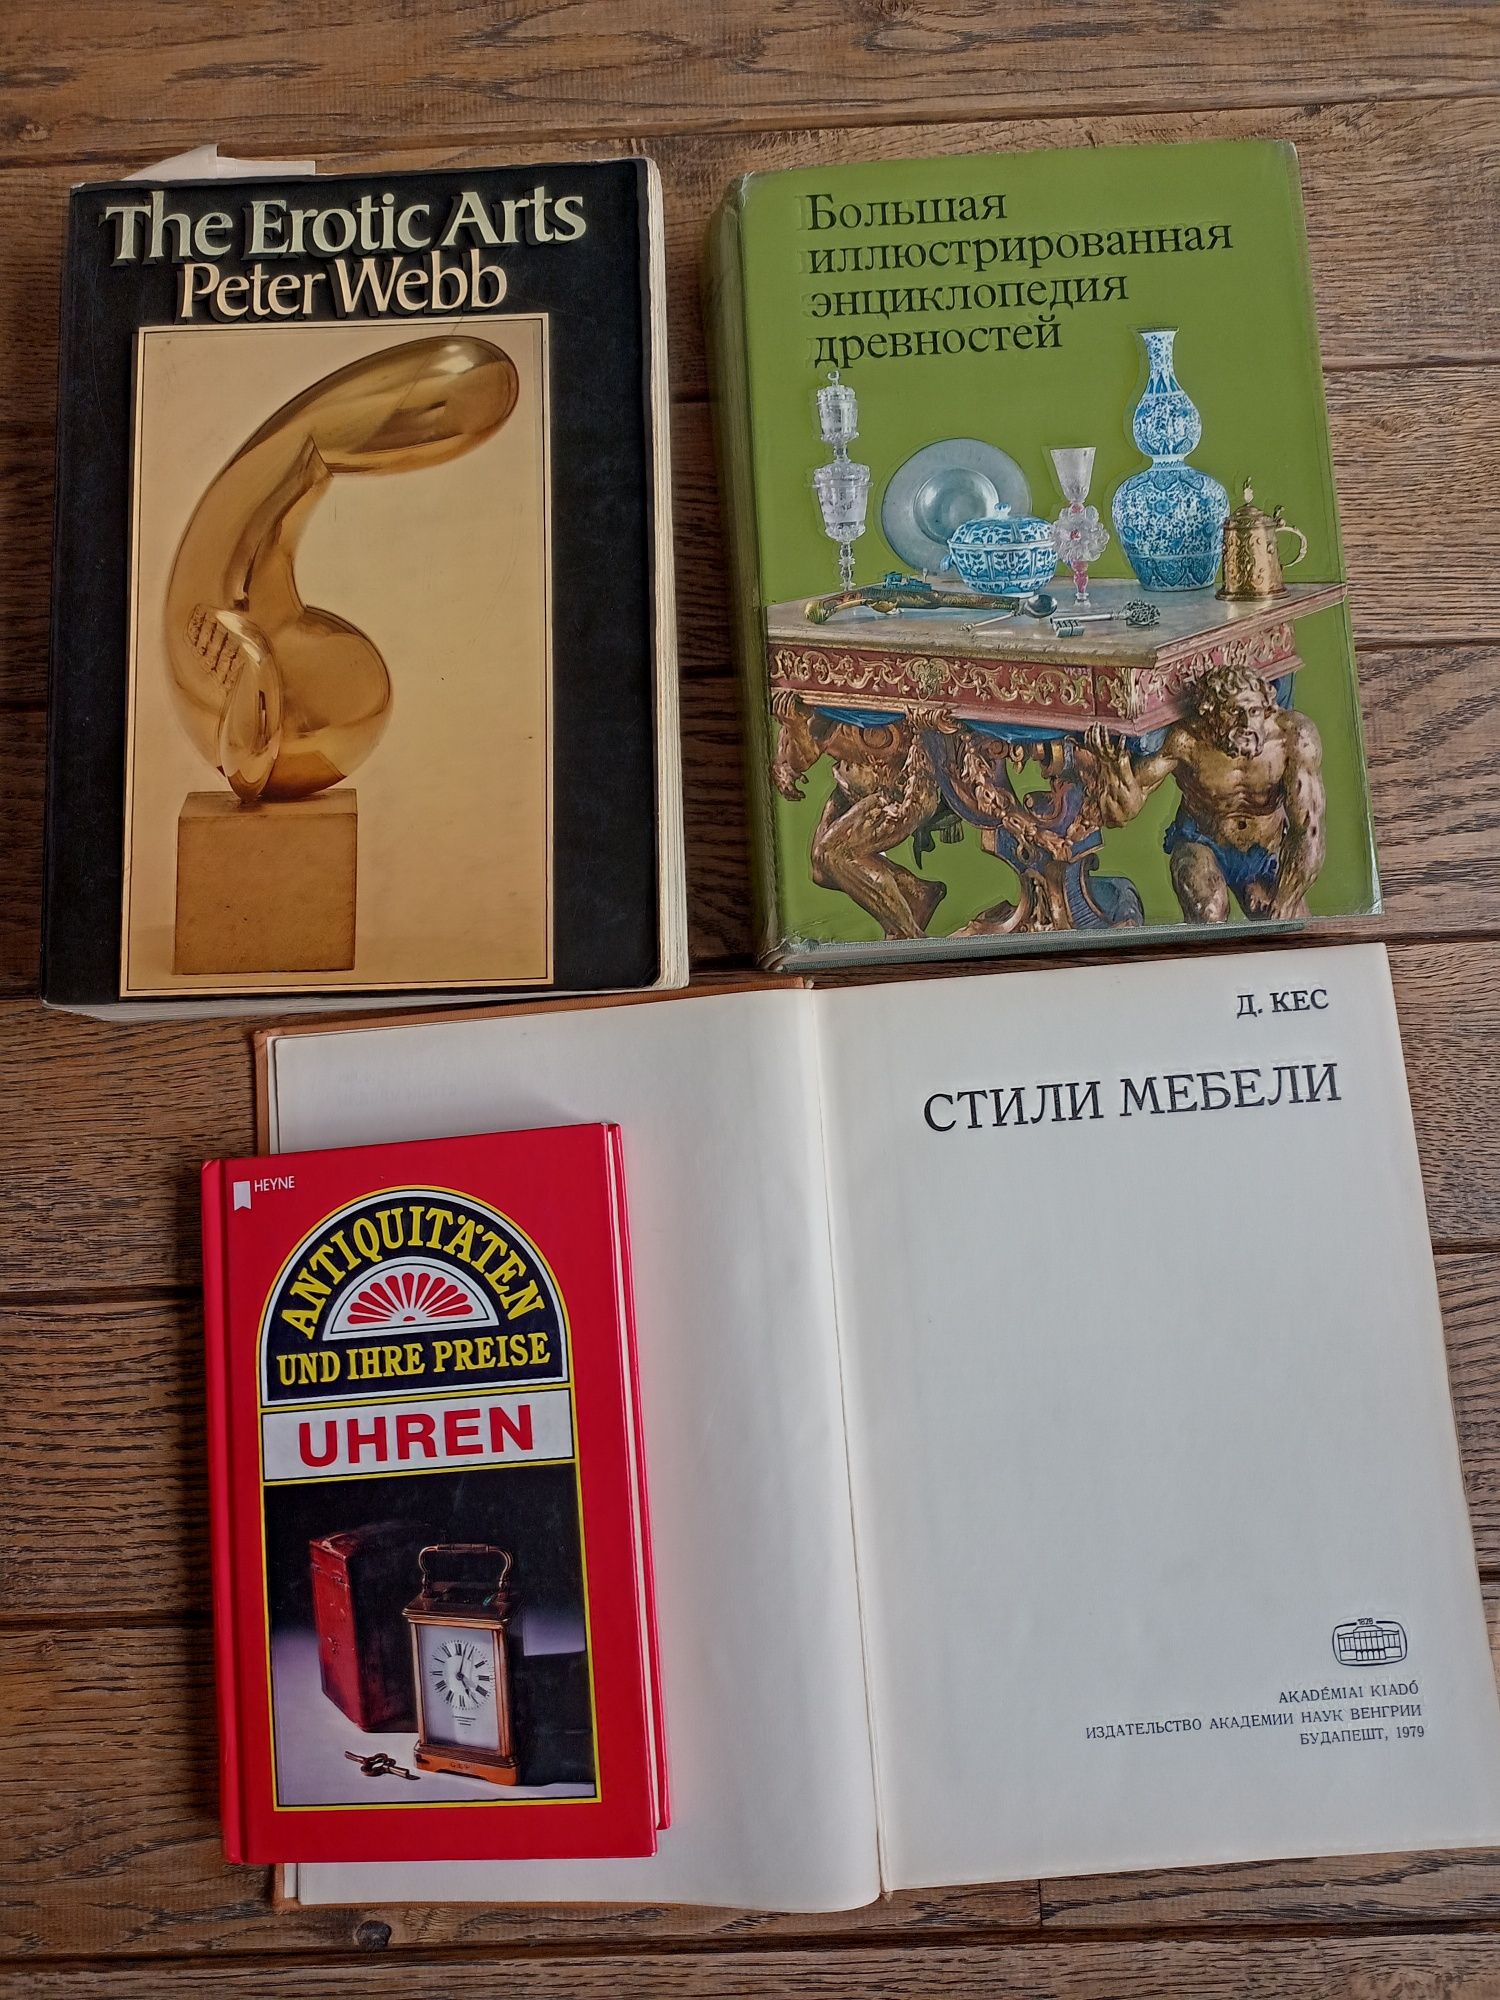 The Erotic Arts
Peter Webb
Большая
иллюстрированная
энциклопедия
древностей
Д. КЕС
СТИЛИ МЕБЕЛИ
1828
AKADÉMIAI KIADÓ
ИЗДАТЕЛЬСТВО АКАДЕМИИ НАУК ВЕНГРИИ
БУДАПЕШТ, 1979
HEYNE
ANTIQUITÄTEN
UND IHRE PREISE
UHREN